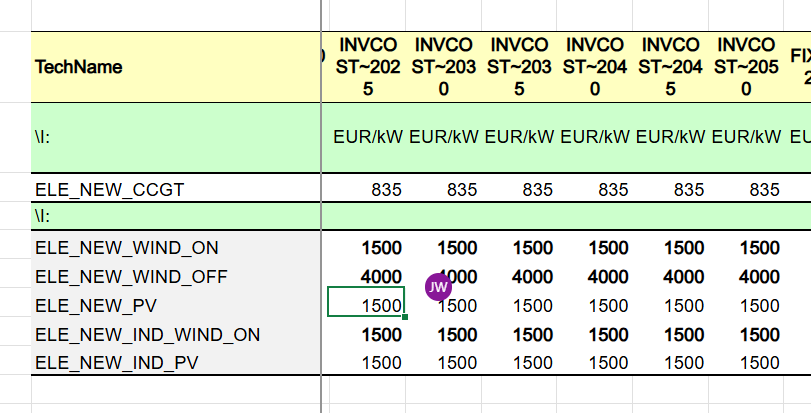 TechName ) INVCOST~2025 INVCOST~2030 INVCOST~2035 INVCOST~2040 INVCOST~2045 INVCOST~2050
\I: EUR/kW EUR/kW EUR/kW EUR/kW EUR/kW EUR/kW
ELE_NEW_CCGT 835 835 835 835 835 835
\I:
ELE_NEW_WIND_ON 1500 1500 1500 1500 1500 1500
ELE_NEW_WIND_OFF 4000 4000 4000 4000 4000 4000
JW
ELE_NEW_PV 1500 1500 1500 1500 1500 1500
ELE_NEW_IND_WIND_ON 1500 1500 1500 1500 1500 1500
ELE_NEW_IND_PV 1500 1500 1500 1500 1500 1500